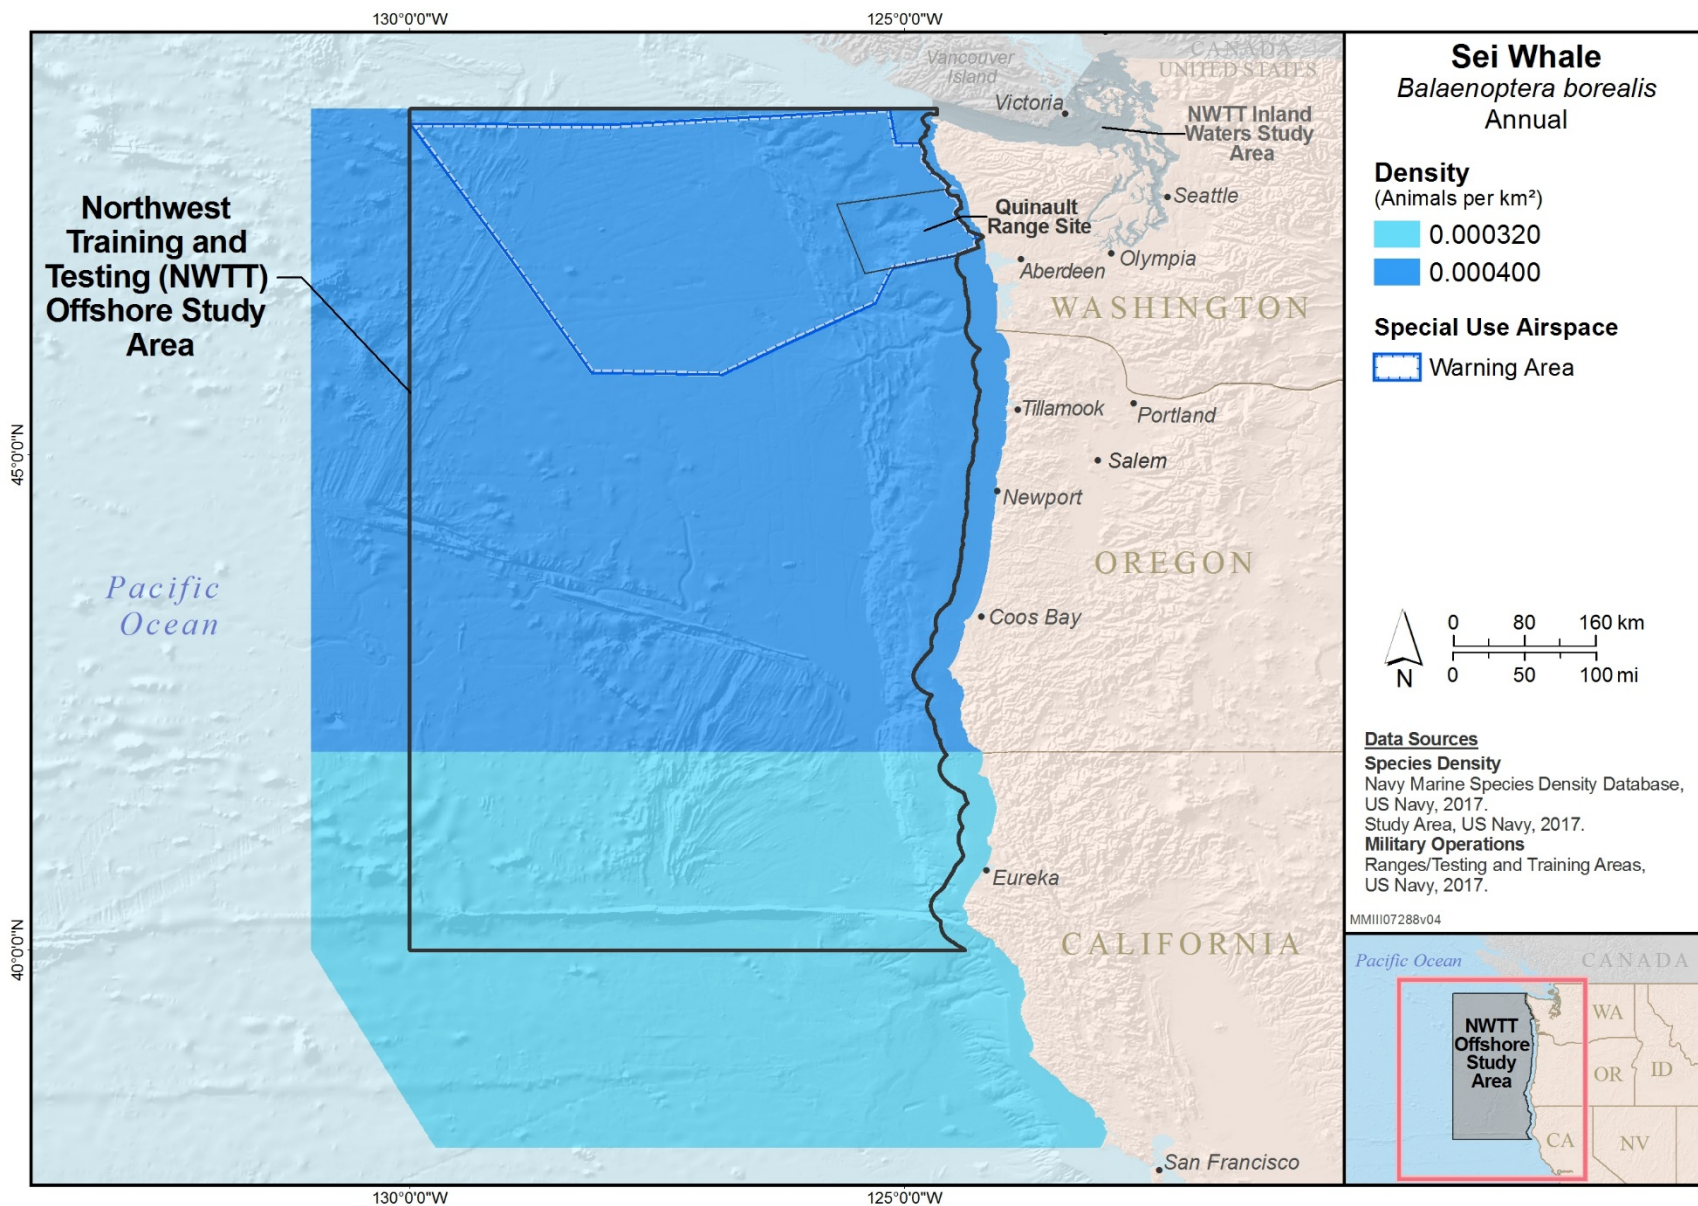 130°0'0"W
125°0'0"W
CANADA
UNITED STATES
Vancouver
Island
Victoria
NWTT Inland
Waters Study
Area
Seattle
Northwest
Training and
Testing (NWTT)
Offshore Study
Area
Quinault
Range Site
Aberdeen
Olympia
WASHINGTON
Tillamook
Portland
45°0'0"N
Salem
Newport
OREGON
Pacific
Ocean
Coos Bay
Eureka
40°0'0"N
CALIFORNIA
San Francisco
130°0'0"W
125°0'0"W
Sei Whale
Balaenoptera borealis
Annual
Density
(Animals per km²)
0.000320
0.000400
Special Use Airspace
Warning Area
N
0 80 160 km
0 50 100 mi
Data Sources
Species Density
Navy Marine Species Density Database,
US Navy, 2017.
Study Area, US Navy, 2017.
Military Operations
Ranges/Testing and Training Areas,
US Navy, 2017.
MMIII07288v04
Pacific Ocean
CANADA
NWTT
Offshore
Study
Area
WA
OR
ID
CA
NV